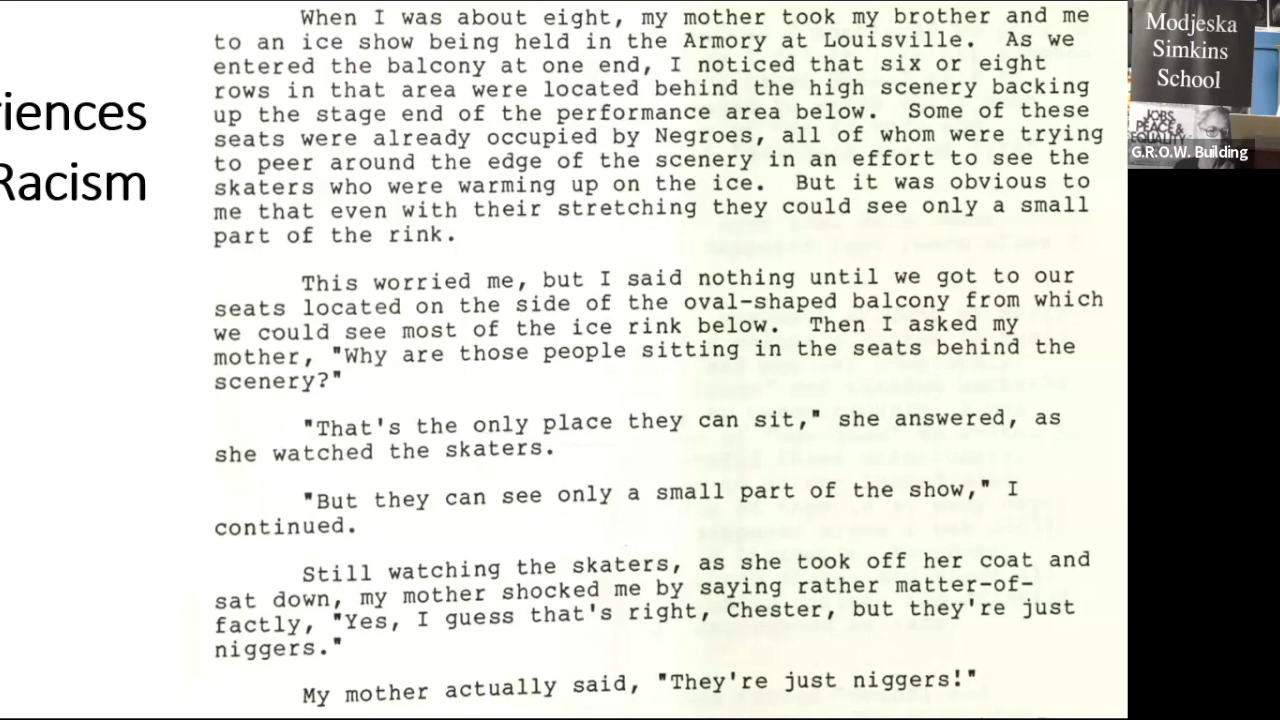 riences
Racism
When I was about eight, my mother took my brother and me
to an ice show being held in the Armory at Louisville. As we
entered the balcony at one end, I noticed that six or eight
rows in that area were located behind the high scenery backing
up the stage end of the performance area below. Some of these
seats were already occupied by Negroes, all of whom were trying
to peer around the edge of the scenery in an effort to see the
skaters who were warming up on the ice. But it was obvious to
me that even with their stretching they could see only a small
part of the rink.
This worried me, but I said nothing until we got to our
seats located on the side of the oval-shaped balcony from which
we could see most of the ice rink below. Then I asked my
mother, "Why are those people sitting in the seats behind the
scenery?"
"That's the only place they can sit," she answered, as
she watched the skaters.
"But they can see only a small part of the show," I
continued.
Still watching the skaters, as she took off her coat and
sat down, my mother shocked me by saying rather matter-of-
factly, "Yes, I guess that's right, Chester, but they're just
niggers."
My mother actually said, "They're just niggers!"
Modjeska
Simkins
School
JOBS,
PEACE &
EQUALITY
G.R.O.W. Building